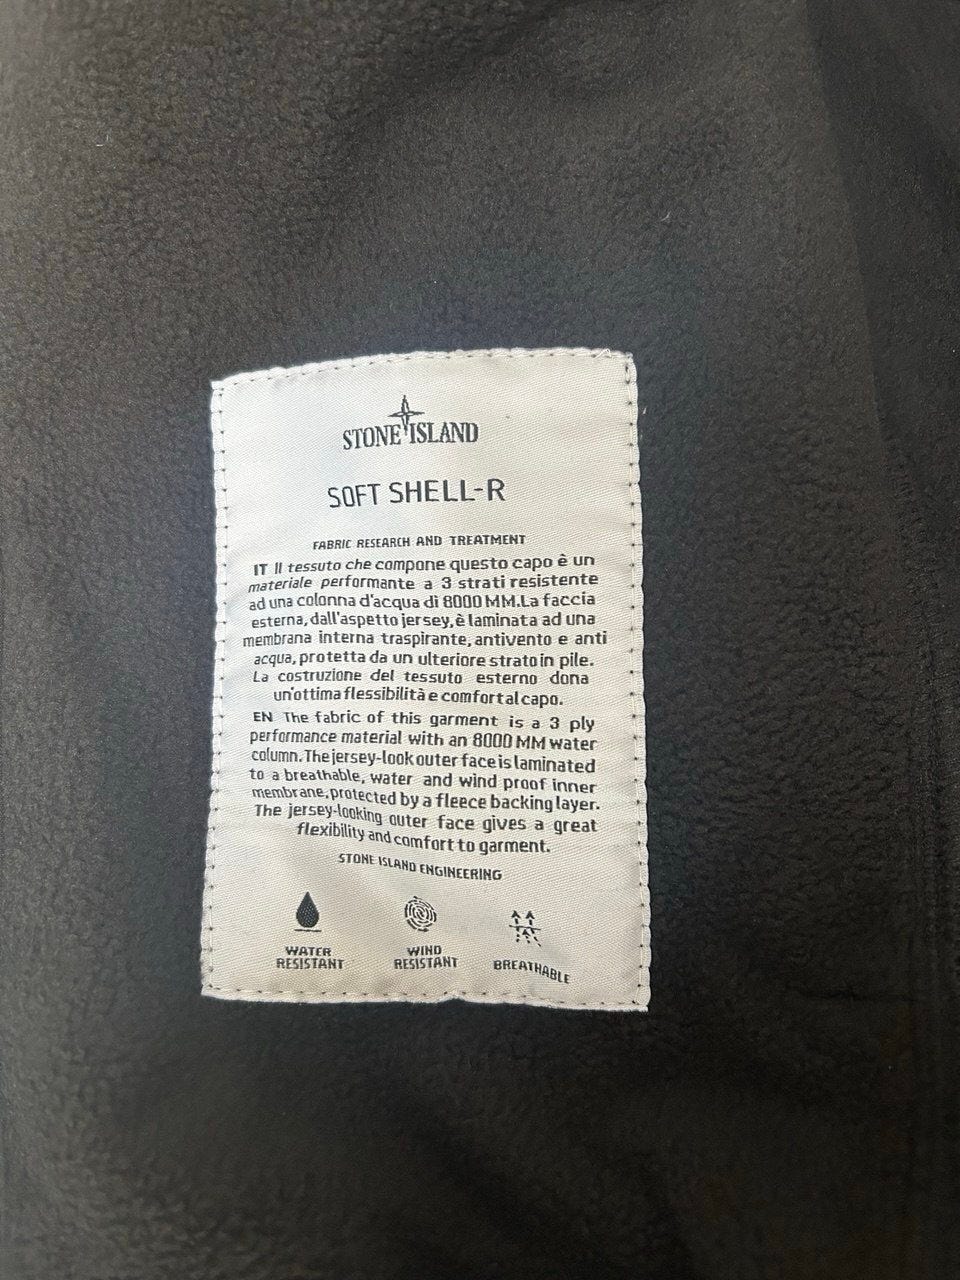 STONE ISLAND
SOFT SHELL-R
FABRIC RESEARCH AND TREATMENT
IT Il tessuto che compone questo capo è un
materiale performante a 3 strati resistente
ad una colonna d'acqua di 8000 MM.La faccia
esterna, dall'aspetto jersey, è laminata ad una
membrana interna traspirante, antivento e anti
acqua, protetta da un ulteriore strato in pile.
La costruzione del tessuto esterno dona
un'ottima flessibilità e comfort al capo.
EN The fabric of this garment is a 3 ply
performance material with an 8000 MM water
column. The jersey-look outer face is laminated
to a breathable, water and wind proof inner
membrane, protected by a fleece backing layer.
The jersey-looking outer face gives a great
flexibility and comfort to garment.
STONE ISLAND ENGINEERING
WATER RESISTANT
WIND RESISTANT
BREATHABLE